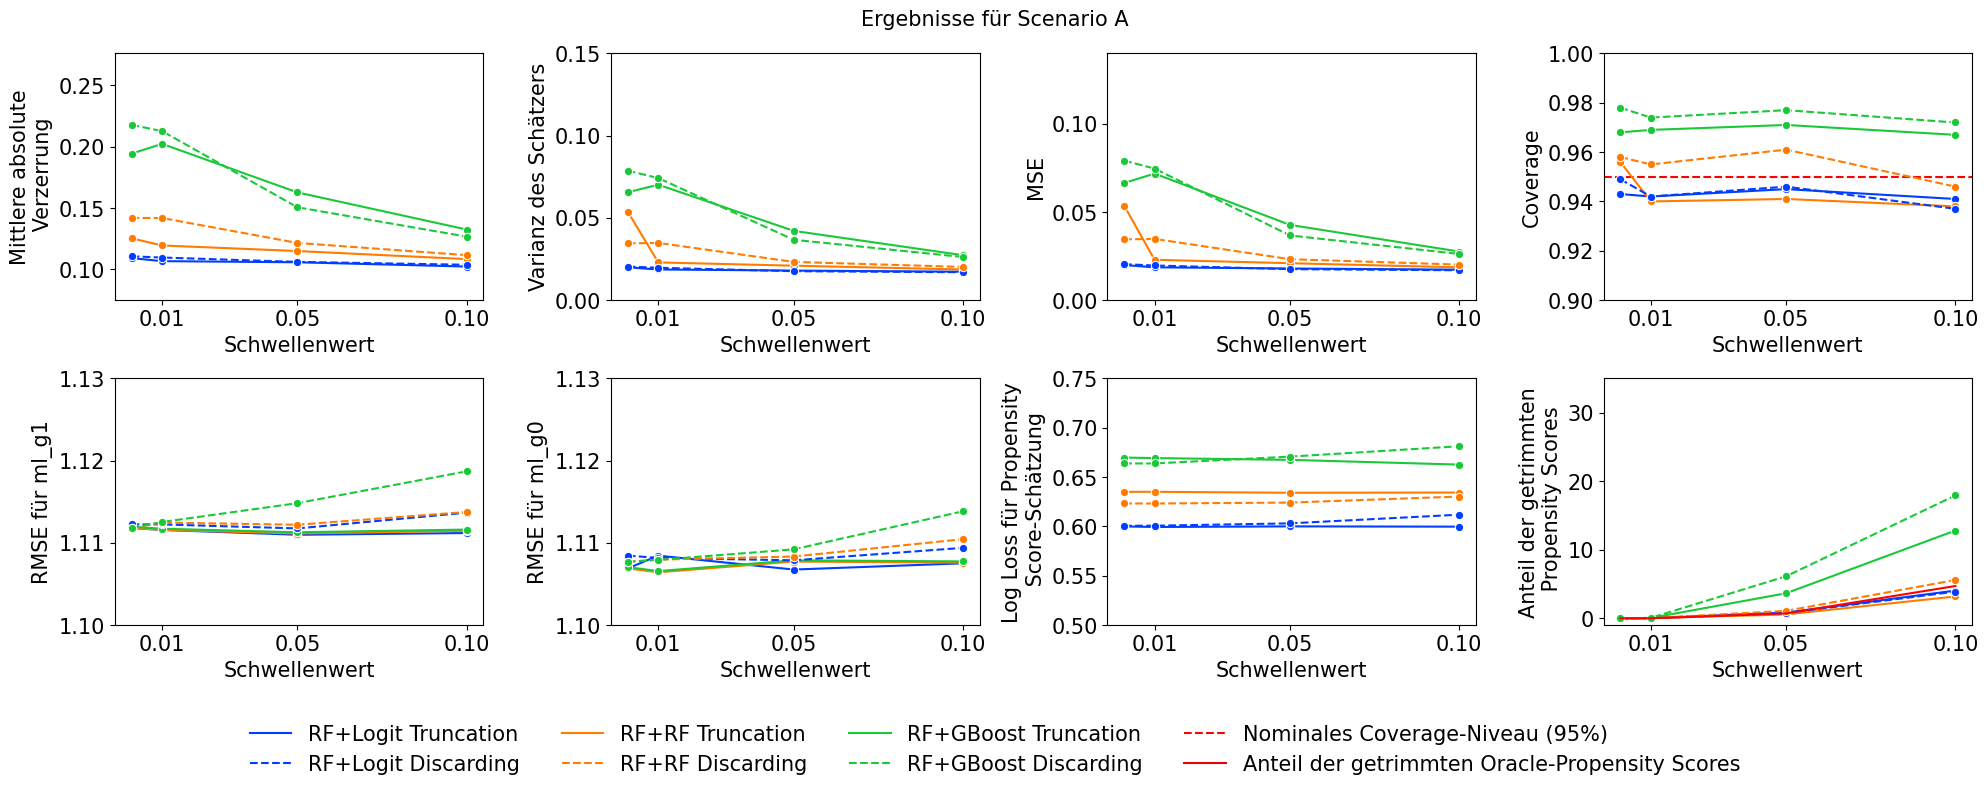 Ergebnisse für Scenario A
Mittlere absolute
Verzerrung
0.25
0.20
0.15
0.10
0.01 0.05 0.10
Schwellenwert
Varianz des Schätzers
0.15
0.10
0.05
0.00
0.01 0.05 0.10
Schwellenwert
MSE
0.10
0.05
0.00
0.01 0.05 0.10
Schwellenwert
Coverage
1.00
0.98
0.96
0.94
0.92
0.90
0.01 0.05 0.10
Schwellenwert
RMSE für ml_g1
1.13
1.12
1.11
1.10
0.01 0.05 0.10
Schwellenwert
RMSE für ml_g0
1.13
1.12
1.11
1.10
0.01 0.05 0.10
Schwellenwert
Log Loss für Propensity
Score-Schätzung
0.75
0.70
0.65
0.60
0.55
0.50
0.01 0.05 0.10
Schwellenwert
Anteil der getrimmten
Propensity Scores
30
20
10
0
0.01 0.05 0.10
Schwellenwert
RF+Logit Truncation
RF+Logit Discarding
RF+RF Truncation
RF+RF Discarding
RF+GBoost Truncation
RF+GBoost Discarding
Nominales Coverage-Niveau (95%)
Anteil der getrimmten Oracle-Propensity Scores